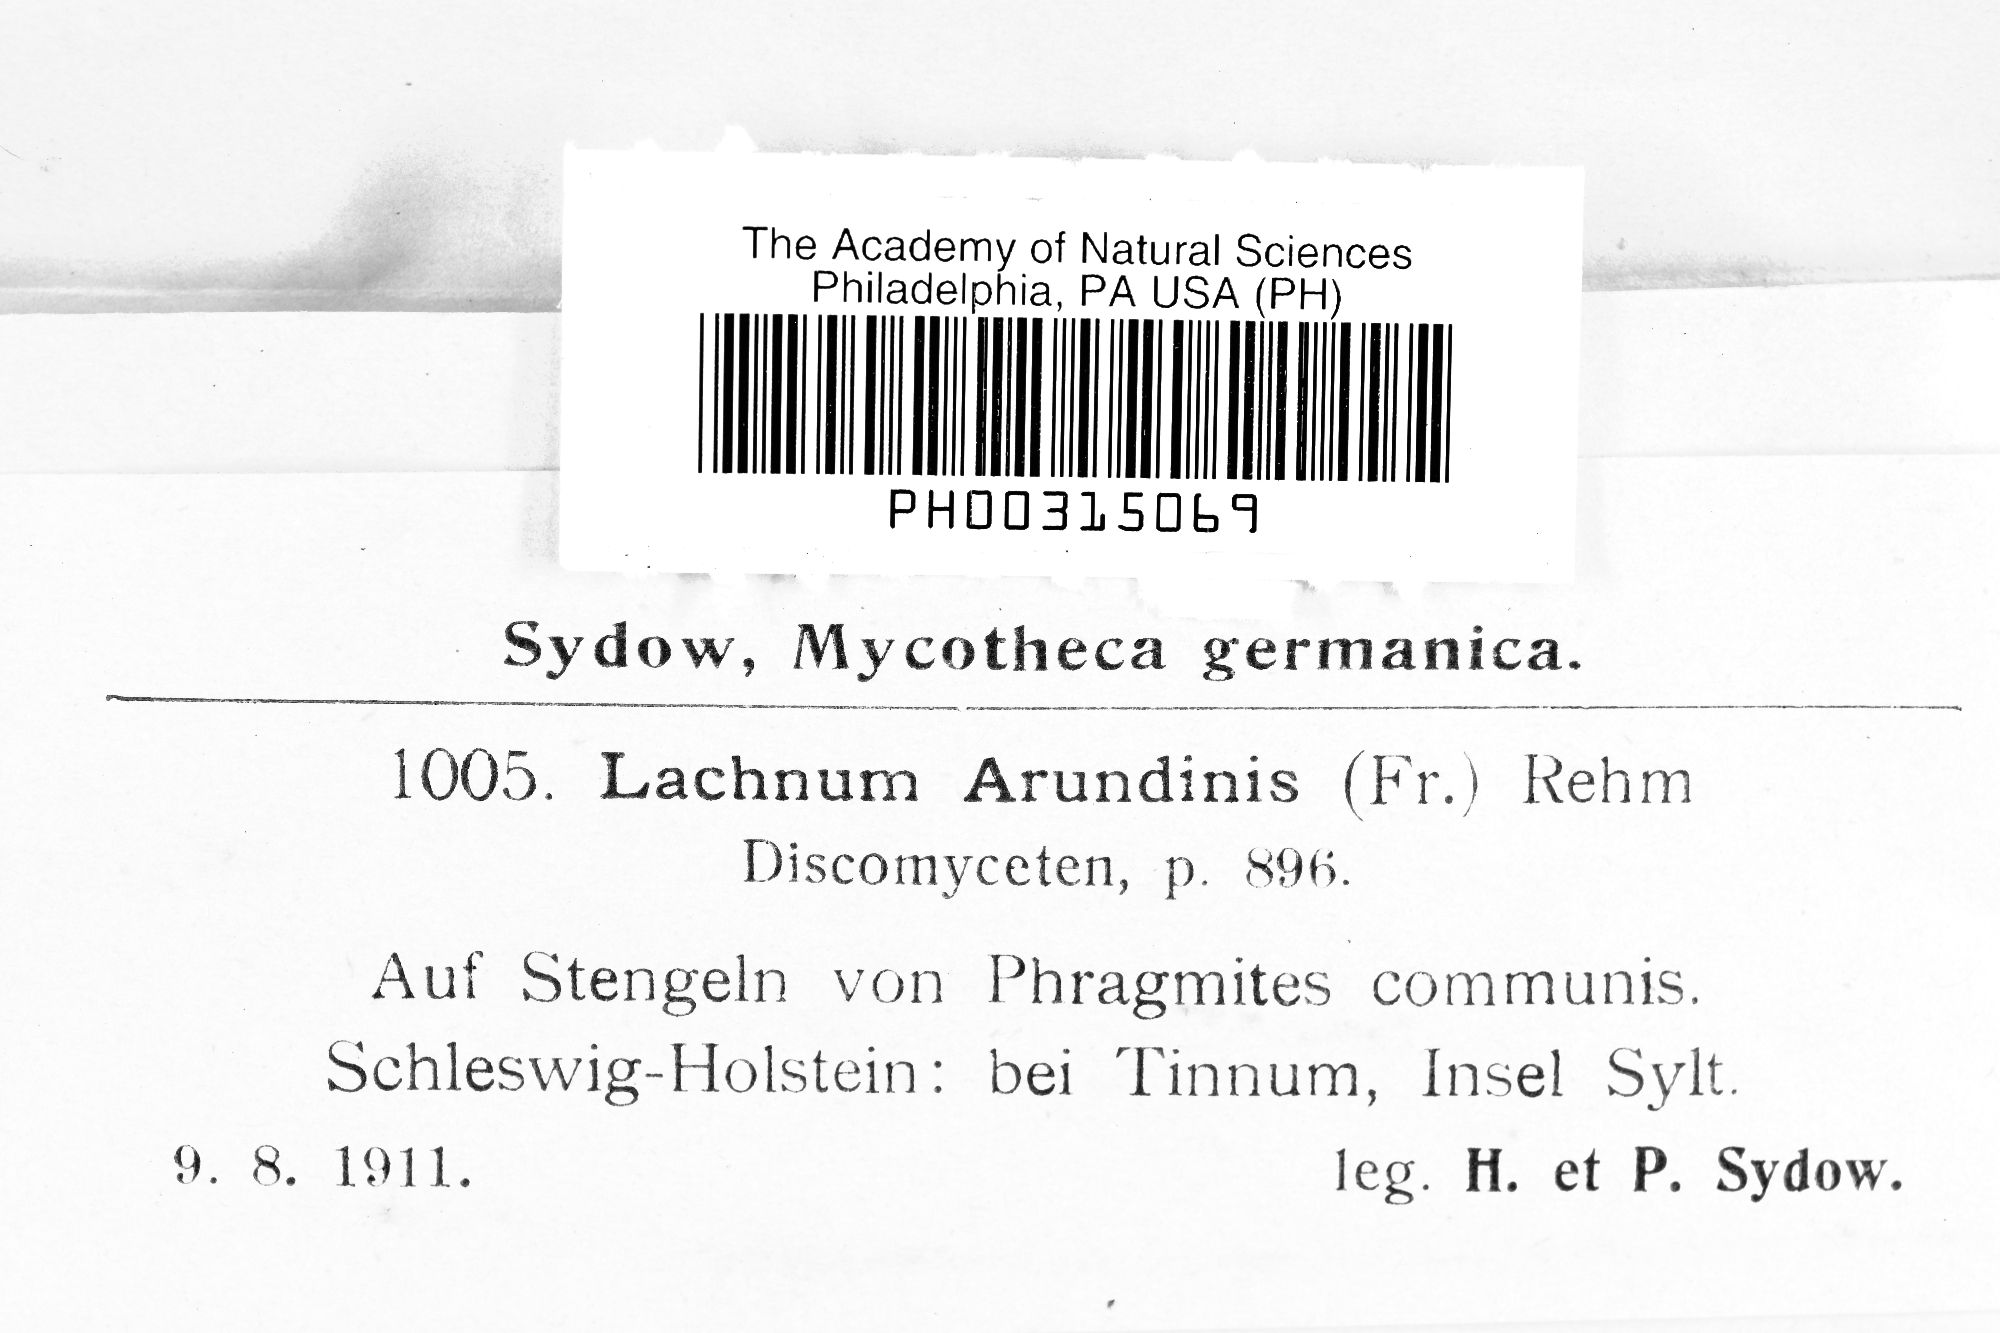 The Academy of Natural Sciences
Philadelphia, PA USA (PH)
PH00315069
Sydow, Mycotheca germanica.
1005. Lachnum Arundinis (Fr.) Rehm
Discomyceten, p. 896.
Auf Stengeln von Phragmites communis.
Schleswig-Holstein: bei Tinnum, Insel Sylt.
9. 8. 1911. leg. H. et P. Sydow.